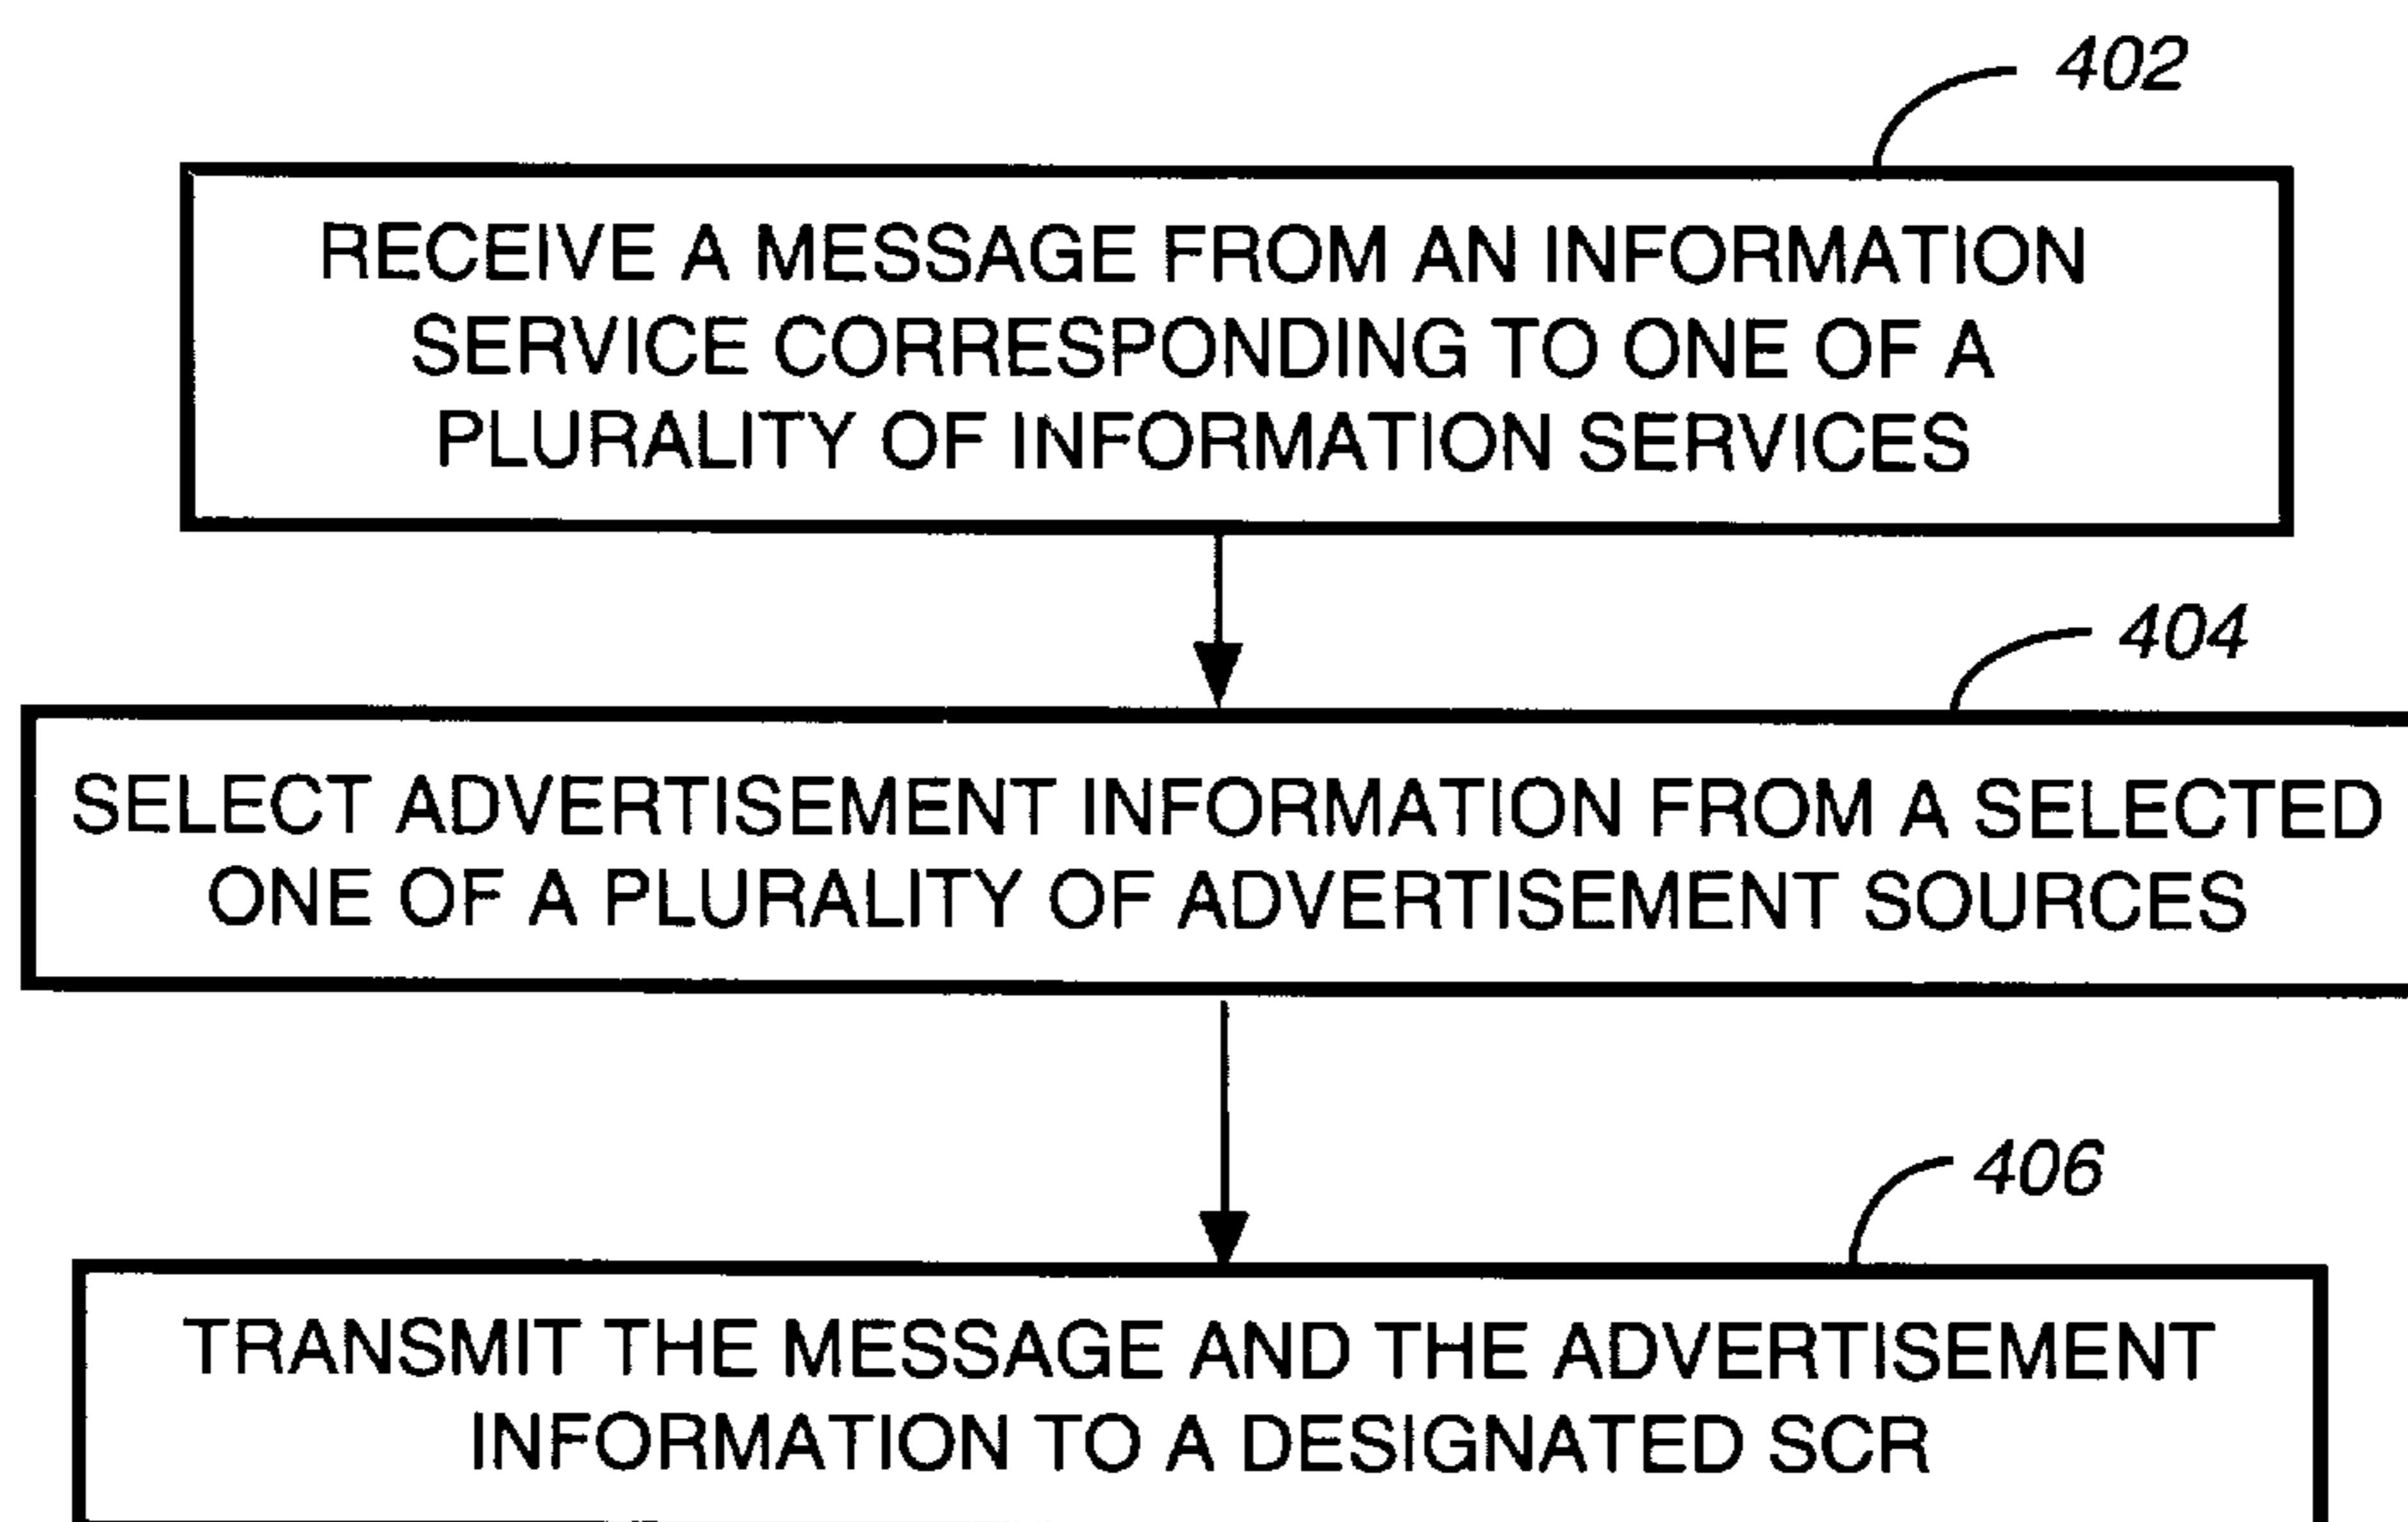 402
RECEIVE A MESSAGE FROM AN INFORMATION
SERVICE CORRESPONDING TO ONE OF A
PLURALITY OF INFORMATION SERVICES
404
SELECT ADVERTISEMENT INFORMATION FROM A SELECTED
ONE OF A PLURALITY OF ADVERTISEMENT SOURCES
406
TRANSMIT THE MESSAGE AND THE ADVERTISEMENT
INFORMATION TO A DESIGNATED SCR